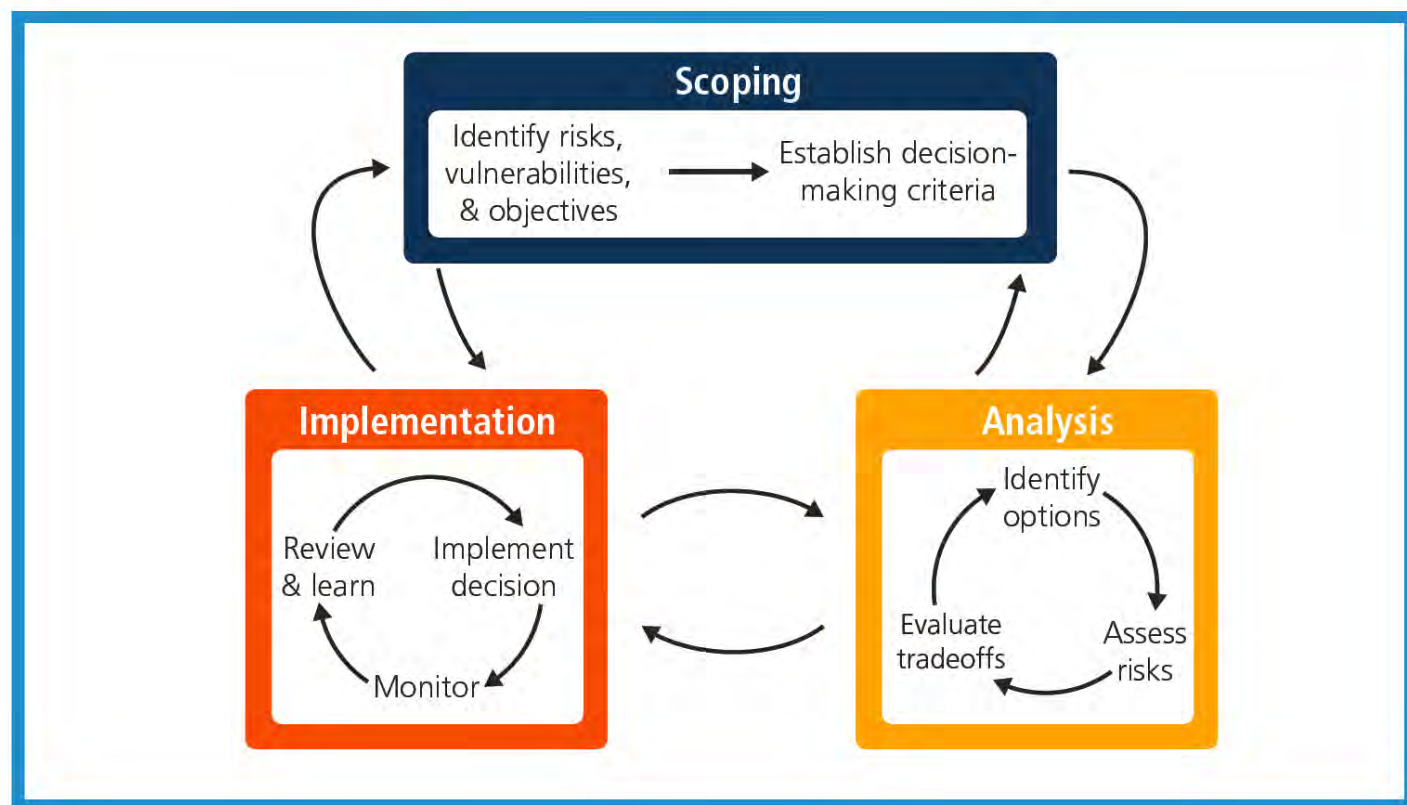 Scoping
Identify risks,
vulnerabilities,
& objectives
Establish decision-
making criteria
Implementation
Review
& learn
Implement
decision
Monitor
Analysis
Identify
options
Evaluate
tradeoffs
Assess
risks